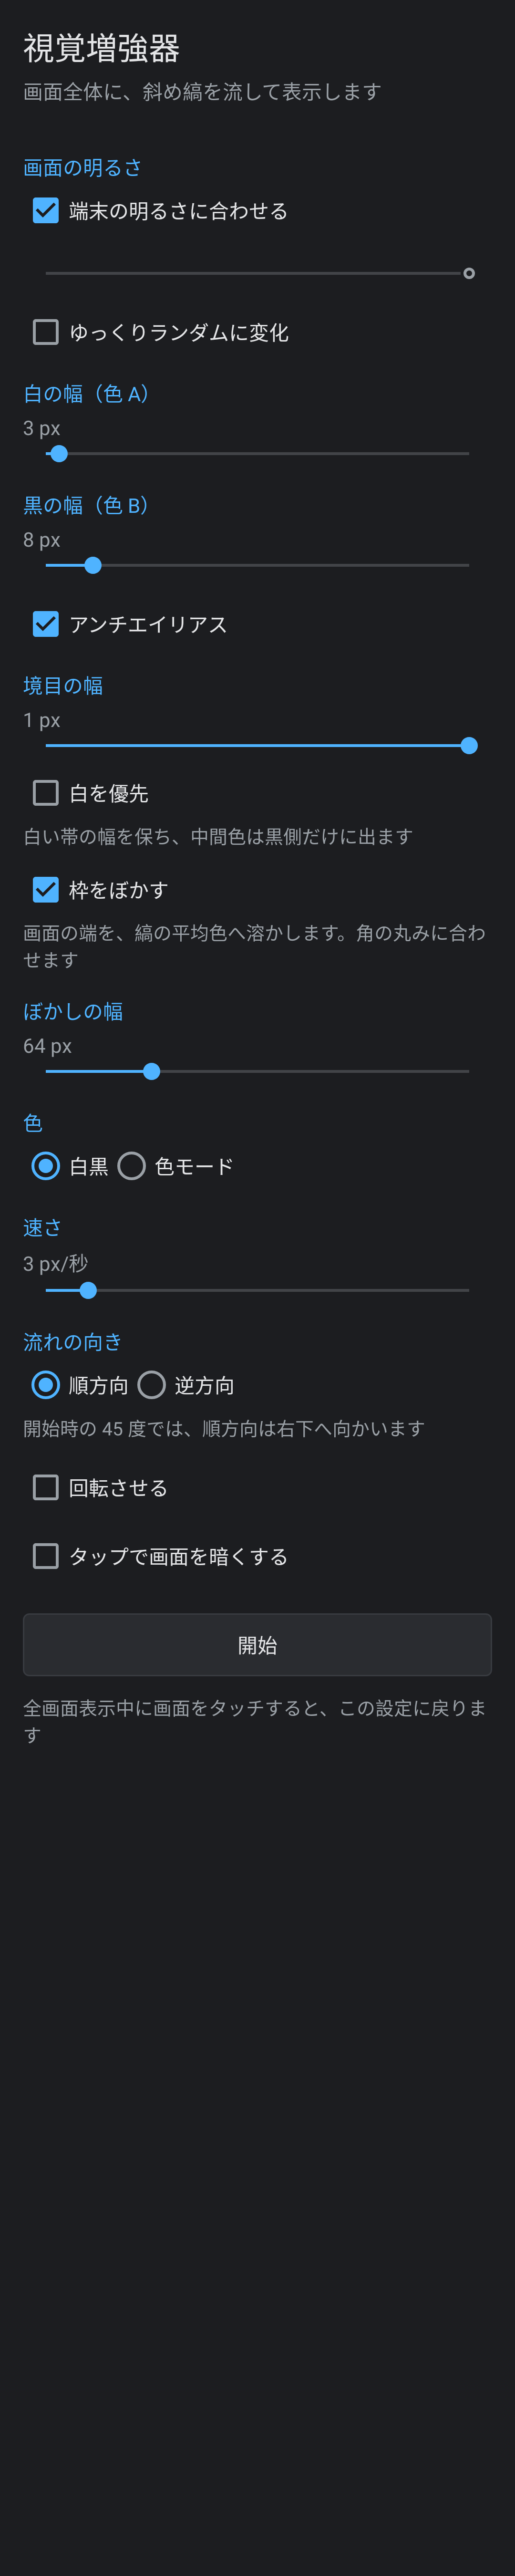 視覚増強器
画面全体に、斜め縞を流して表示します
画面の明るさ
端末の明るさに合わせる
ゆっくりランダムに変化
白の幅（色 A）
3 px
黒の幅（色 B）
8 px
アンチエイリアス
境目の幅
1 px
白を優先
白い帯の幅を保ち、中間色は黒側だけに出ます
枠をぼかす
画面の端を、縞の平均色へ溶かします。角の丸みに合わ
せます
ぼかしの幅
64 px
色
白黒 色モード
速さ
3 px/秒
流れの向き
順方向 逆方向
開始時の 45 度では、順方向は右下へ向かいます
回転させる
タップで画面を暗くする
開始
全画面表示中に画面をタッチすると、この設定に戻りま
す